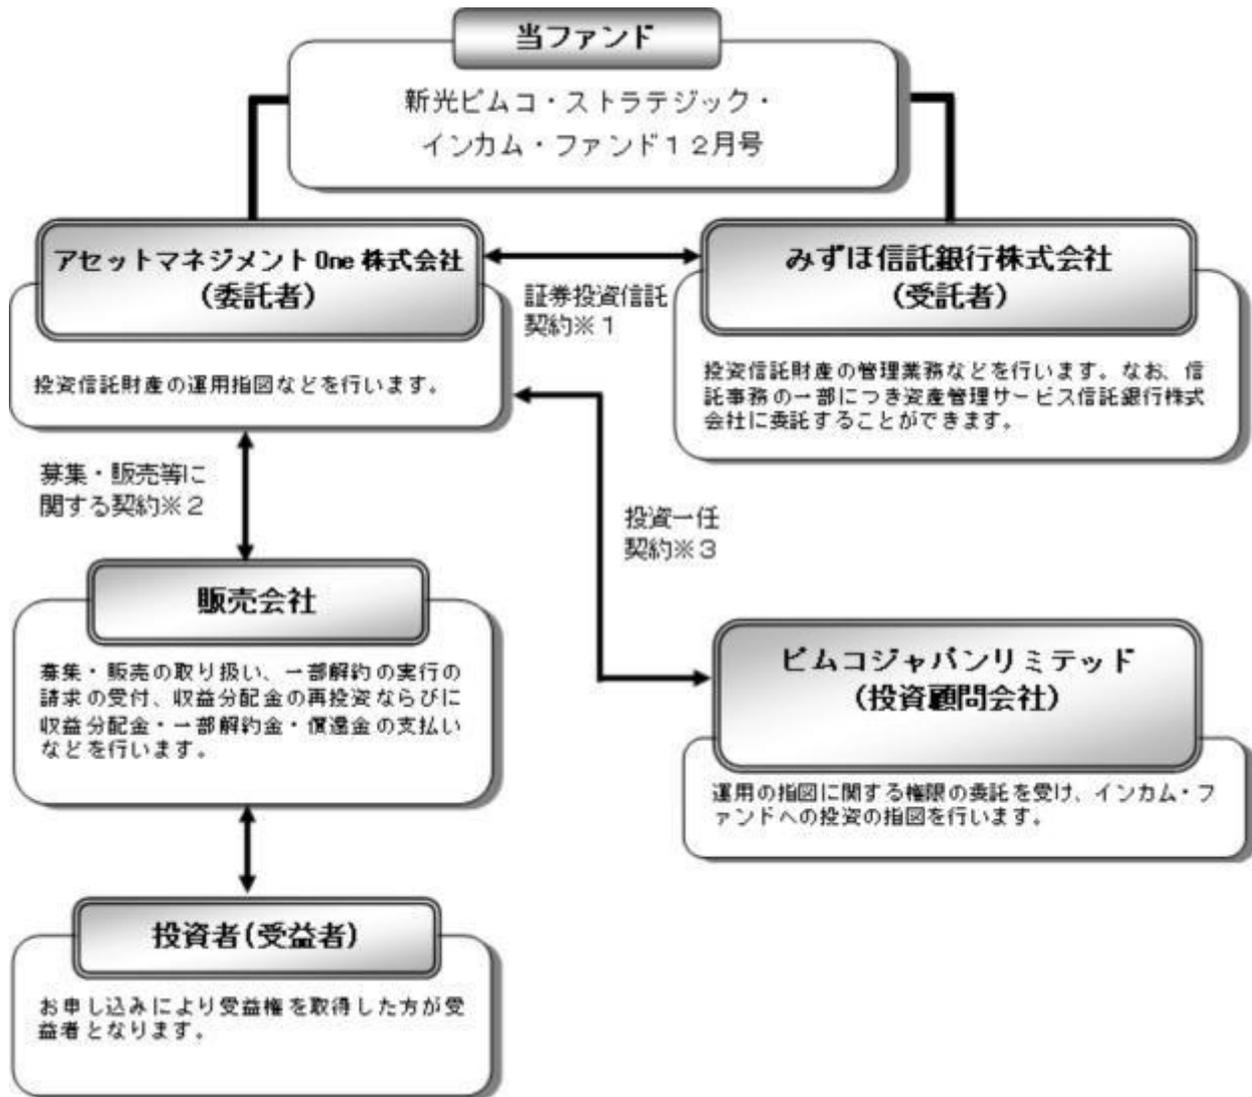 当ファンド
新光ピムコ・ストラテジック・
インカム・ファンド12月号
アセットマネジメントOne株式会社
(委託者)
投資信託財産の運用指図などを行います。
証券投資信託
契約※1
みずほ信託銀行株式会社
(受託者)
投資信託財産の管理業務などを行います。なお、信
託事務の一部につき資産管理サービス信託銀行株式
会社に委託することができます。
募集・販売等に
関する契約※2
投資一任
契約※3
販売会社
募集・販売の取り扱い、一部解約の実行の
請求の受付、収益分配金の再投資ならびに
収益分配金・一部解約金・償還金の支払い
などを行います。
ピムコジャパンリミテッド
(投資顧問会社)
運用の指図に関する権限の委託を受け、インカム・フ
ァンドへの投資の指図を行います。
投資者(受益者)
お申し込みにより受益権を取得した方が受
益者となります。